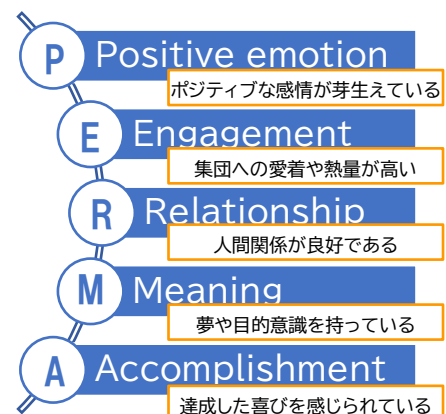 P Positive emotion
ポジティブな感情が芽生えている
E Engagement
集団への愛着や熱量が高い
R Relationship
人間関係が良好である
M Meaning
夢や目的意識を持っている
A Accomplishment
達成した喜びを感じられている